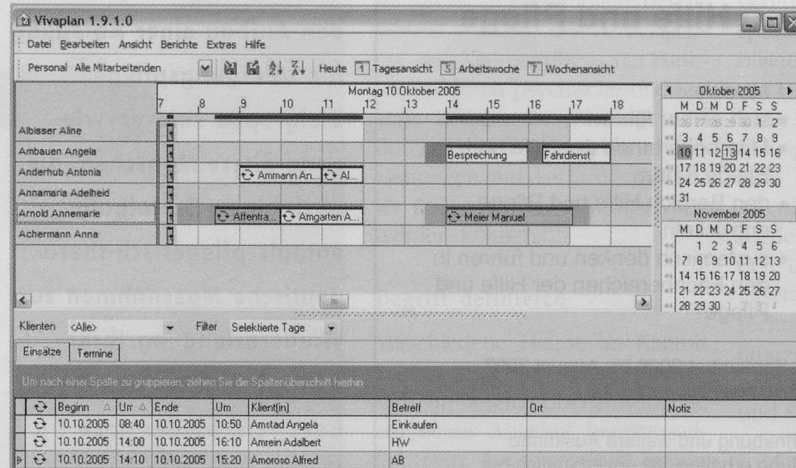 Vivaplan 1.9.1.0
Datei Bearbeiten Ansicht Berichte Extras Hilfe
Personal Alle Mitarbeitenden Heute 1 Tagesansicht 5 Arbeitswoche 7 Wochenansicht
Montag 10 Oktober 2005
7 8 9 10 11 12 13 14 15 16 17 18
Albisser Aline
Ambauen Angela Besprechung Fahrdienst
Anderhub Antonia Ammann An... Al...
Annamaria Adelheid
Arnold Annemarie Affentra... Amgarten A... Meier Manuel
Achermann Anna
Oktober 2005
M D M D F S S
26 27 28 29 30 1 2
3 4 5 6 7 8 9
10 11 12 13 14 15 16
17 18 19 20 21 22 23
24 25 26 27 28 29 30
31
November 2005
M D M D F S S
1 2 3 4 5 6
7 8 9 10 11 12 13
14 15 16 17 18 19 20
21 22 23 24 25 26 27
28 29 30 1 2 3 4
Klienten <Alle> Filter Selektierte Tage
Einsätze Termine
Um nach einer Spalte zu gruppieren, ziehen Sie die Spaltenüberschrift hierhin
Beginn Um Ende Um Klient(in) Betreff Ort Notiz
10.10.2005 08:40 10.10.2005 10:50 Amstad Angela Einkaufen
10.10.2005 14:00 10.10.2005 16:10 Amrein Adalbert HW
10.10.2005 14:10 10.10.2005 15:20 Amoroso Alfred AB